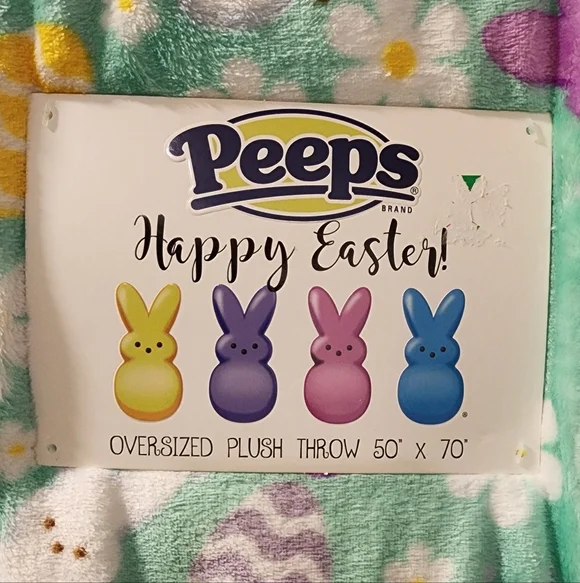 Peeps®
BRAND
Happy Easter!
®
OVERSIZED PLUSH THROW 50" X 70"